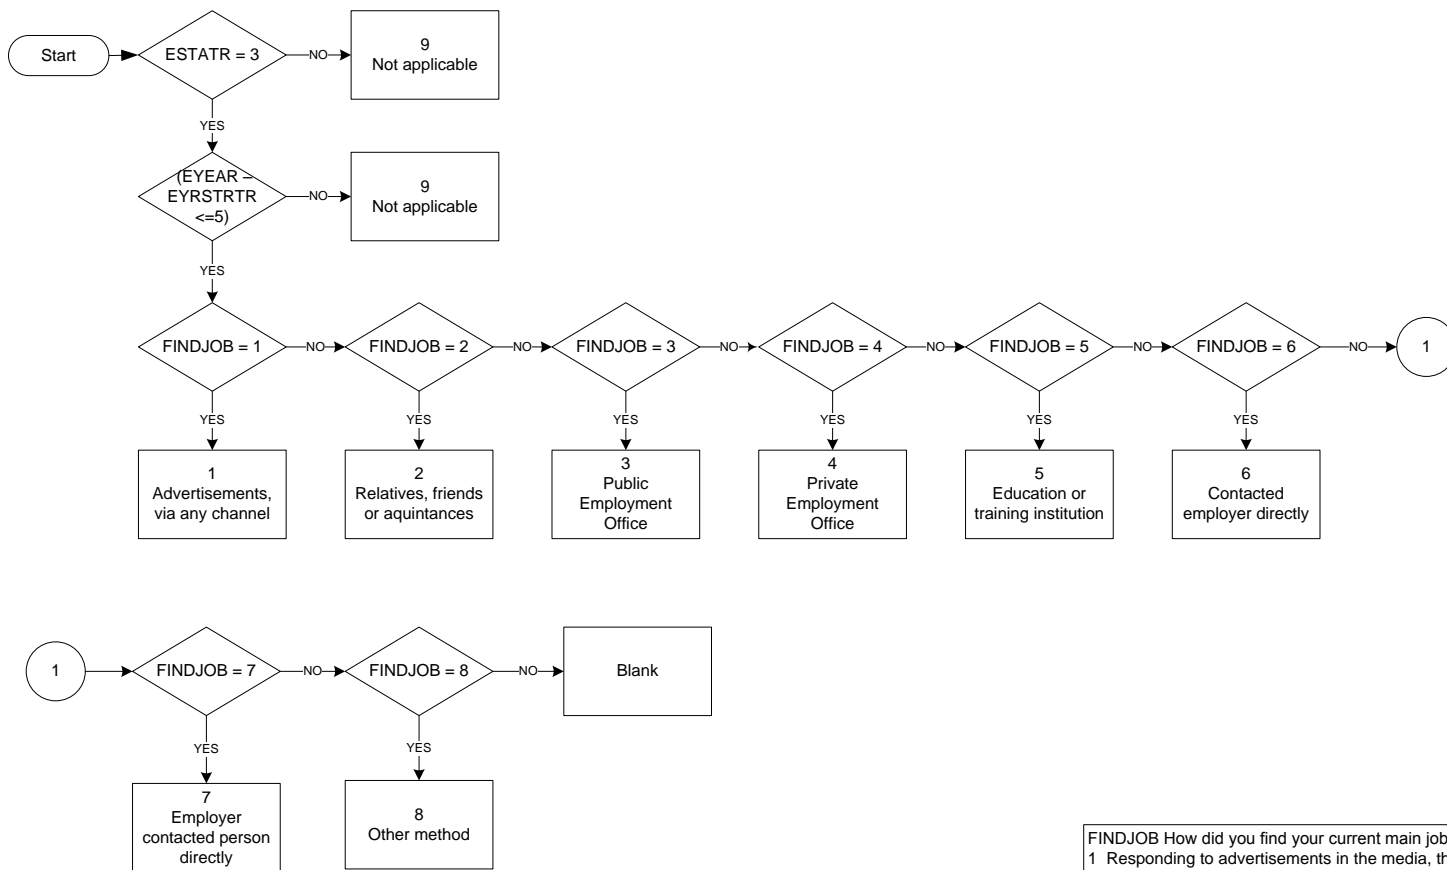 Start
ESTATR = 3
NO
9
Not applicable
YES
(EYEAR –
EYRSTRTR
<=5)
NO
9
Not applicable
YES
FINDJOB = 1
NO
FINDJOB = 2
NO
FINDJOB = 3
NO
FINDJOB = 4
NO
FINDJOB = 5
NO
FINDJOB = 6
NO
1
YES
YES
YES
YES
YES
YES
1
Advertisements,
via any channel
2
Relatives, friends
or aquintances
3
Public
Employment
Office
4
Private
Employment
Office
5
Education or
training institution
6
Contacted
employer directly
1
FINDJOB = 7
NO
FINDJOB = 8
NO
Blank
YES
YES
7
Employer
contacted person
directly
8
Other method
FINDJOB How did you find your current main job
1 Responding to advertisements in the media, th